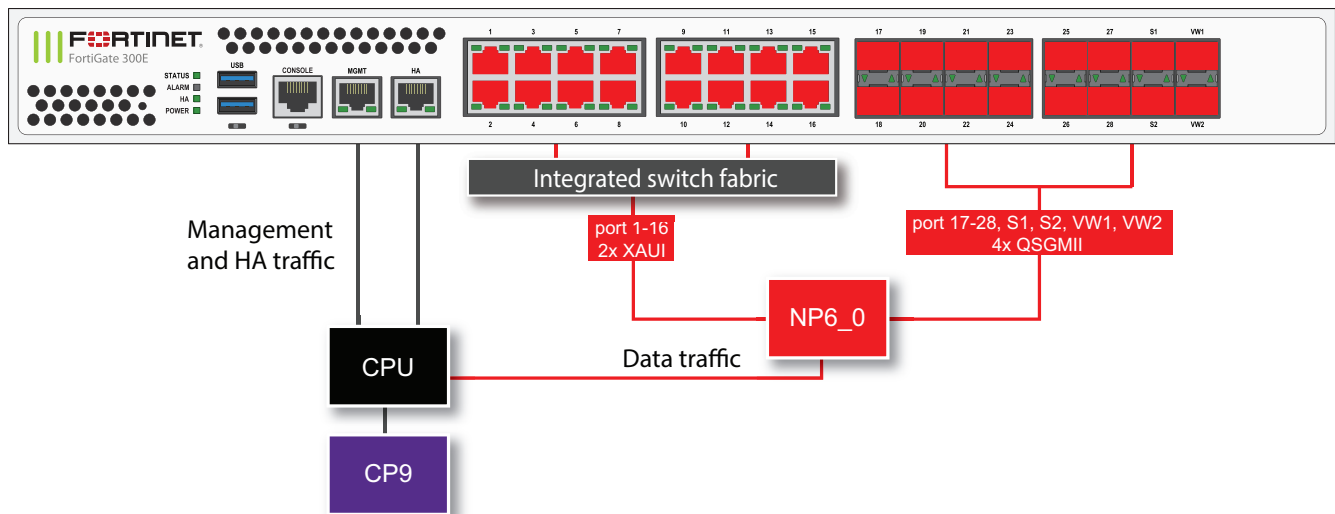 FORTINET
FortiGate 300E
STATUS
ALARM
HA
POWER
USB
CONSOLE
MGMT
HA
1 3 5 7
2 4 6 8
9 11 13 15
10 12 14 16
17 19 21 23
18 20 22 24
25 27 S1 VW1
26 28 S2 VW2
Integrated switch fabric
Management
and HA traffic
port 1-16
2x XAUI
port 17-28, S1, S2, VW1, VW2
4x QSGMII
NP6_0
Data traffic
CPU
CP9